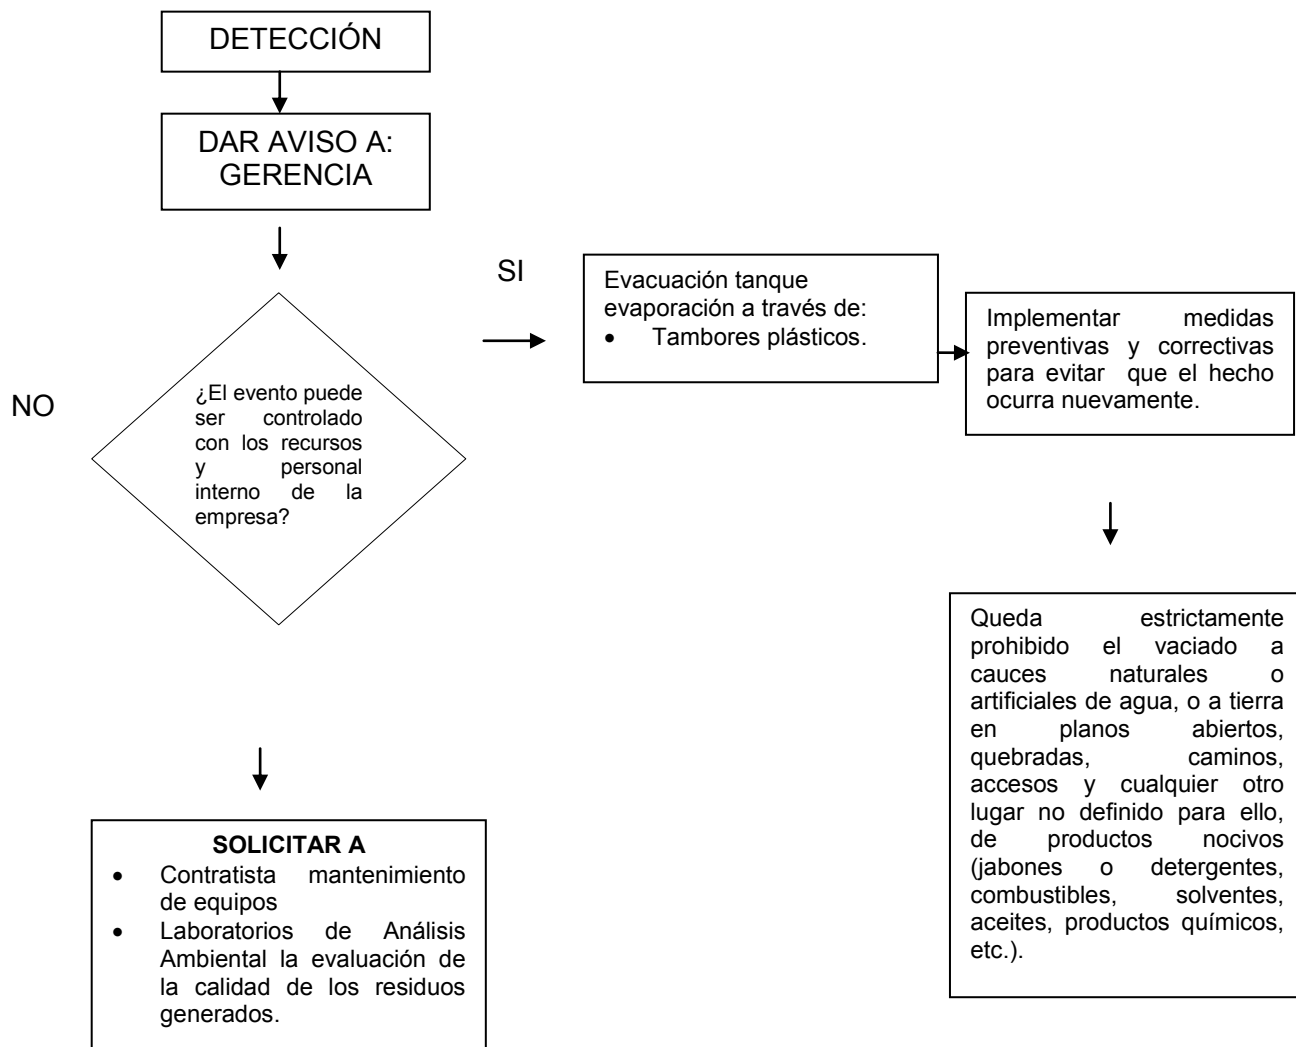 DETECCIÓN
DAR AVISO A:
GERENCIA
SI
NO
¿El evento puede
ser controlado
con los recursos
y personal
interno de la
empresa?
Evacuación tanque
evaporación a través de:
• Tambores plásticos.
Implementar medidas
preventivas y correctivas
para evitar que el hecho
ocurra nuevamente.
Queda estrictamente
prohibido el vaciado a
cauces naturales o
artificiales de agua, o a tierra
en planos abiertos,
quebradas, caminos,
accesos y cualquier otro
lugar no definido para ello,
de productos nocivos
(jabones o detergentes,
combustibles, solventes,
aceites, productos químicos,
etc.).
SOLICITAR A
• Contratista mantenimiento
de equipos
• Laboratorios de Análisis
Ambiental la evaluación de
la calidad de los residuos
generados.